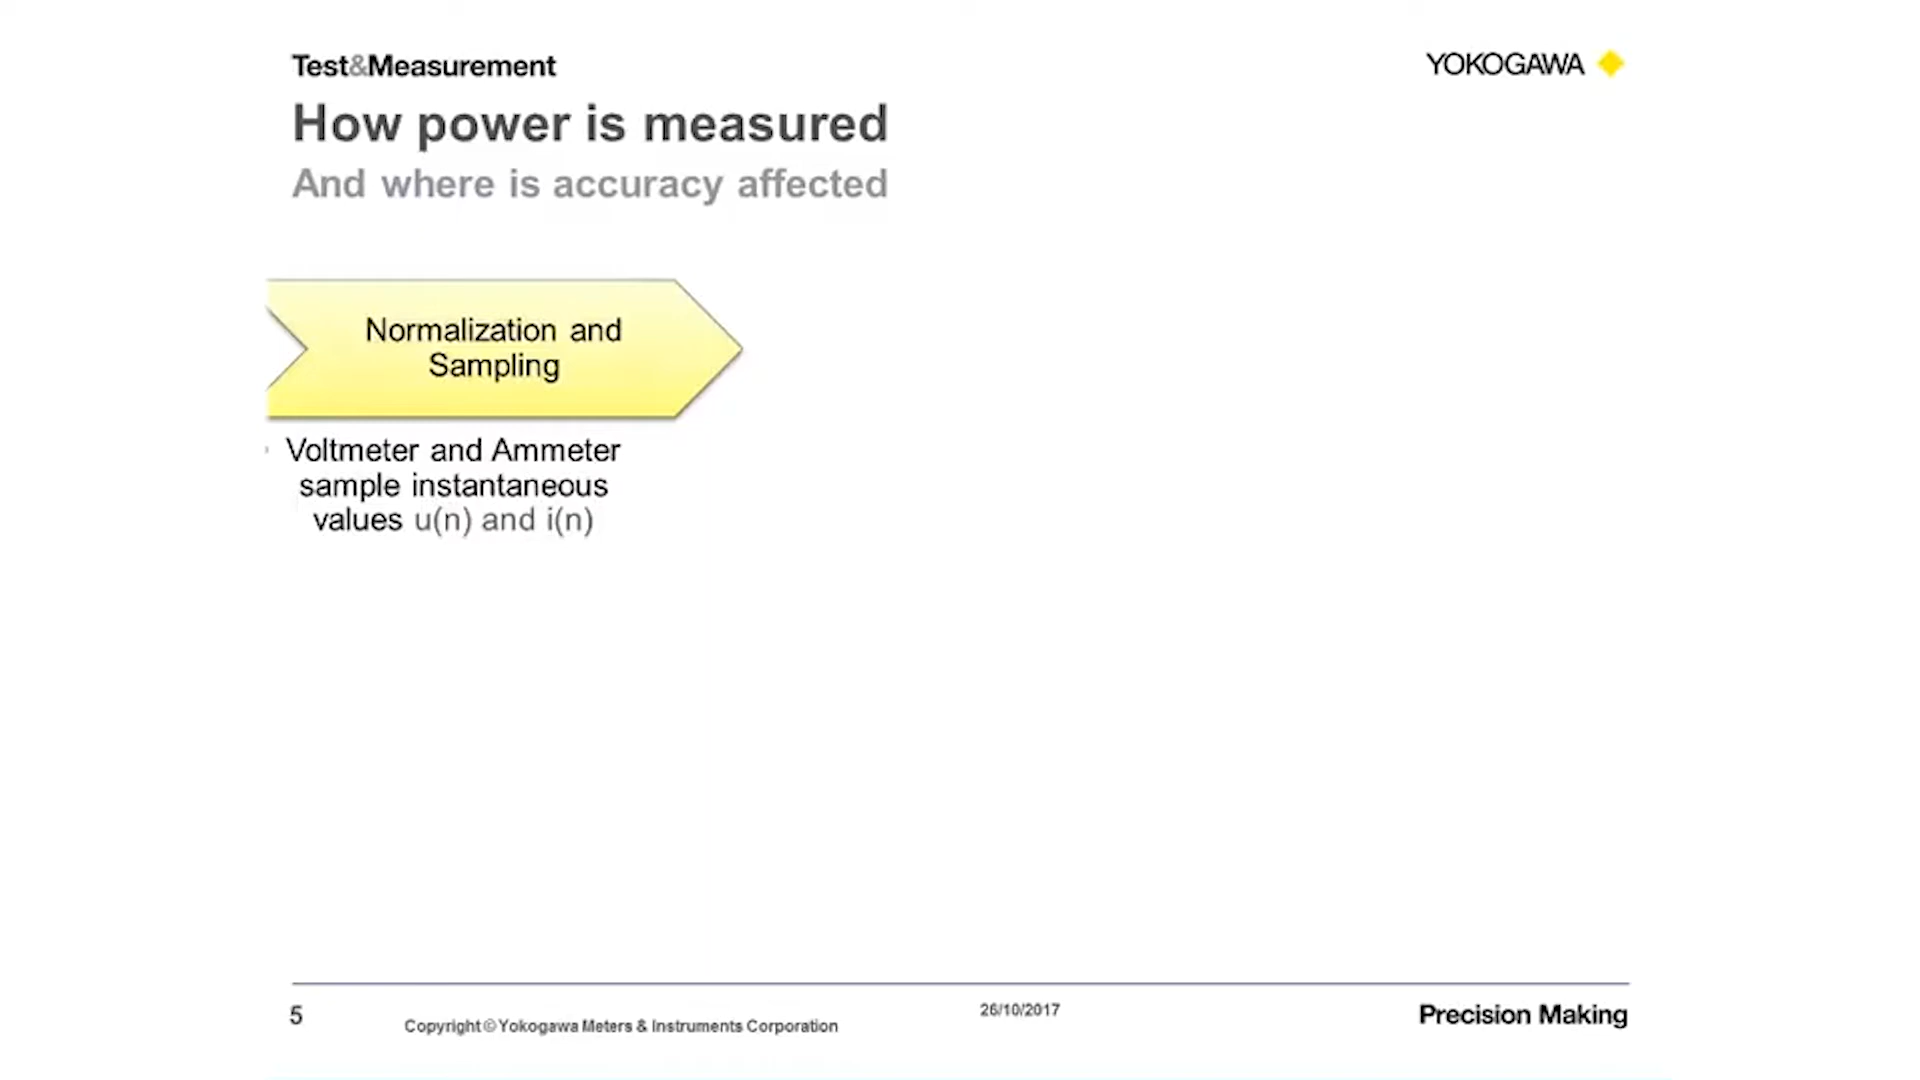 Test&Measurement
YOKOGAWA
How power is measured
And where is accuracy affected
Normalization and
Sampling
Voltmeter and Ammeter
sample instantaneous
values u(n) and i(n)
5
Copyright © Yokogawa Meters & Instruments Corporation
26/10/2017
Precision Making